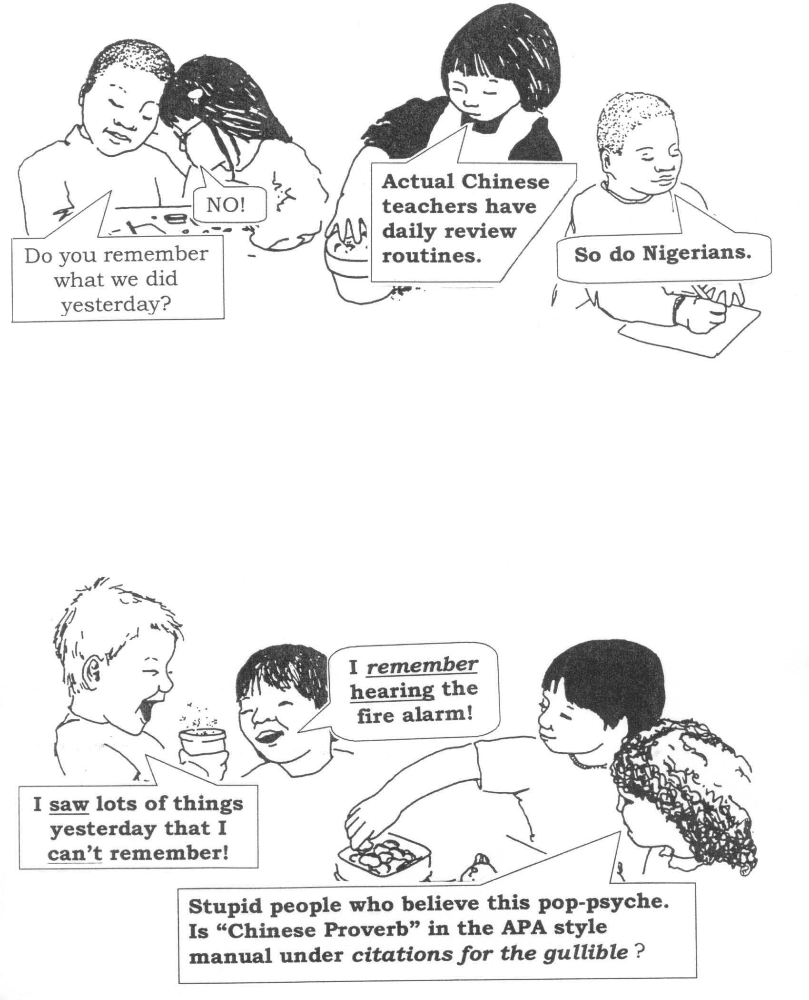 Do you remember
what we did
yesterday?
NO!
Actual Chinese
teachers have
daily review
routines.
So do Nigerians.
I saw lots of things
yesterday that I
can't remember!
I remember
hearing the
fire alarm!
Stupid people who believe this pop-psyche.
Is “Chinese Proverb” in the APA style
manual under citations for the gullible ?